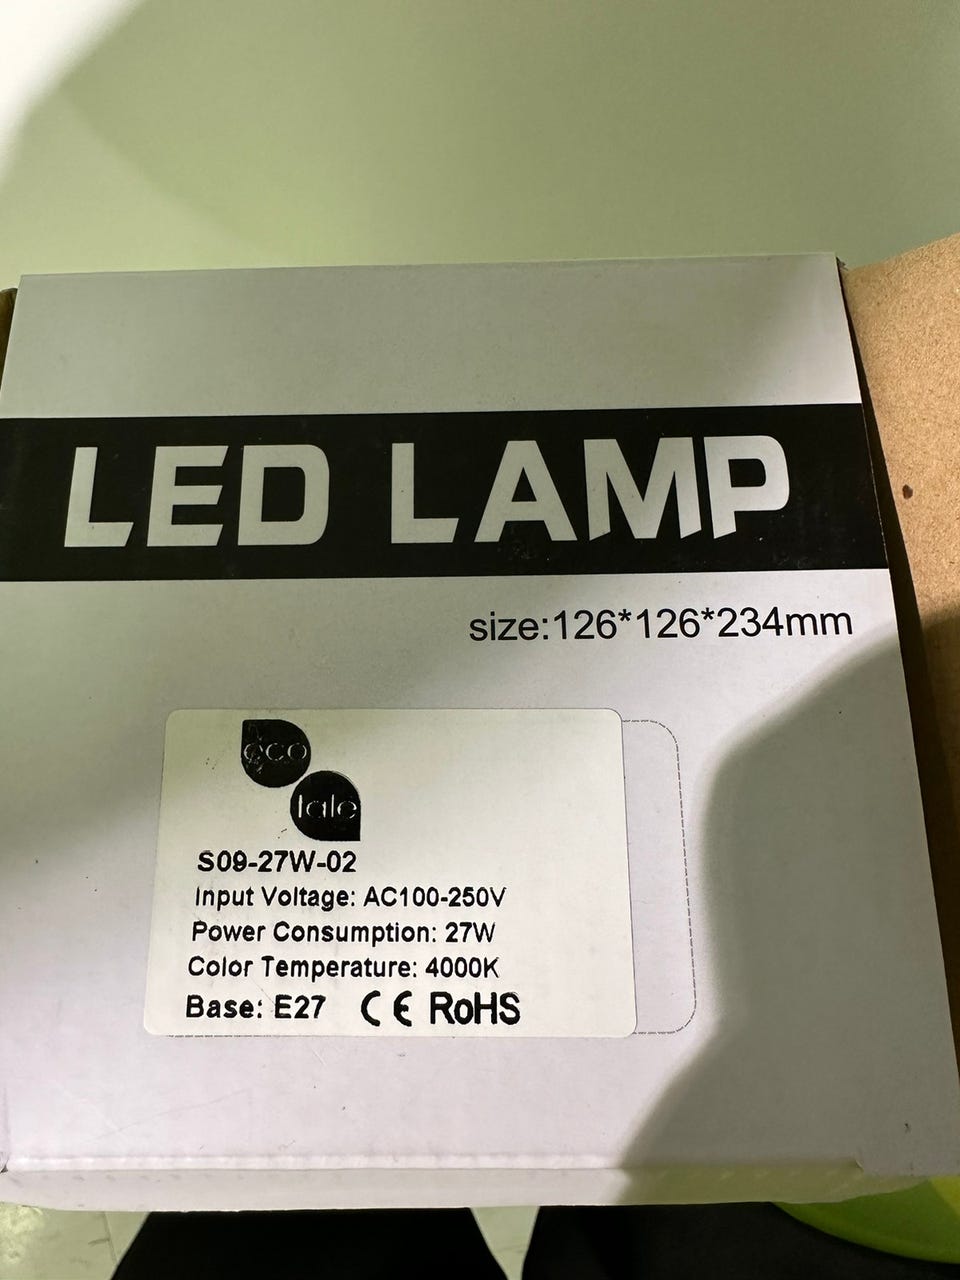 LED LAMP
size:126*126*234mm
eco
tale
S09-27W-02
Input Voltage: AC100-250V
Power Consumption: 27W
Color Temperature: 4000K
Base: E27 CE RoHS